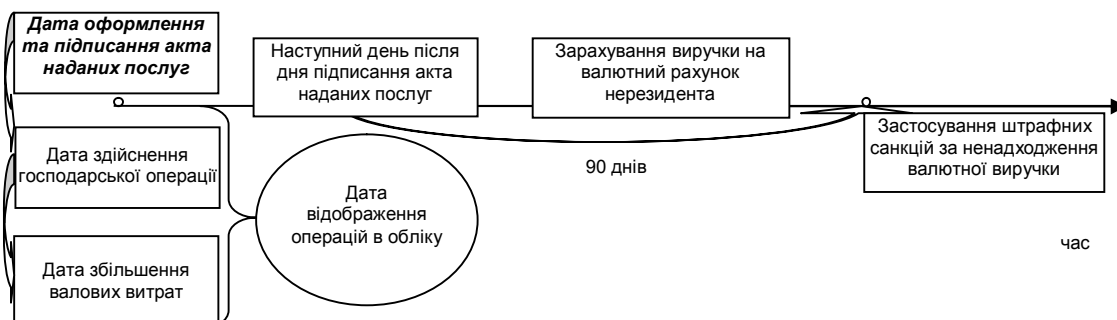 Дата оформлення
та підписання акта
наданих послуг
Наступний день після
дня підписання акта
наданих послуг
Зарахування виручки на
валютний рахунок
нерезидента
Застосування штрафних
санкцій за ненадходження
валютної виручки
90 днів
Дата здійснення
господарської операції
Дата
відображення
операцій в обліку
час
Дата збільшення
валових витрат